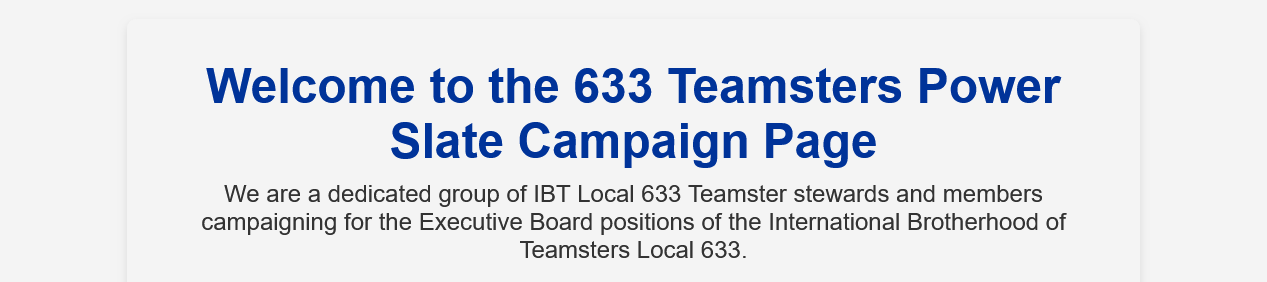 Welcome to the 633 Teamsters Power
Slate Campaign Page
We are a dedicated group of IBT Local 633 Teamster stewards and members
campaigning for the Executive Board positions of the International Brotherhood of
Teamsters Local 633.